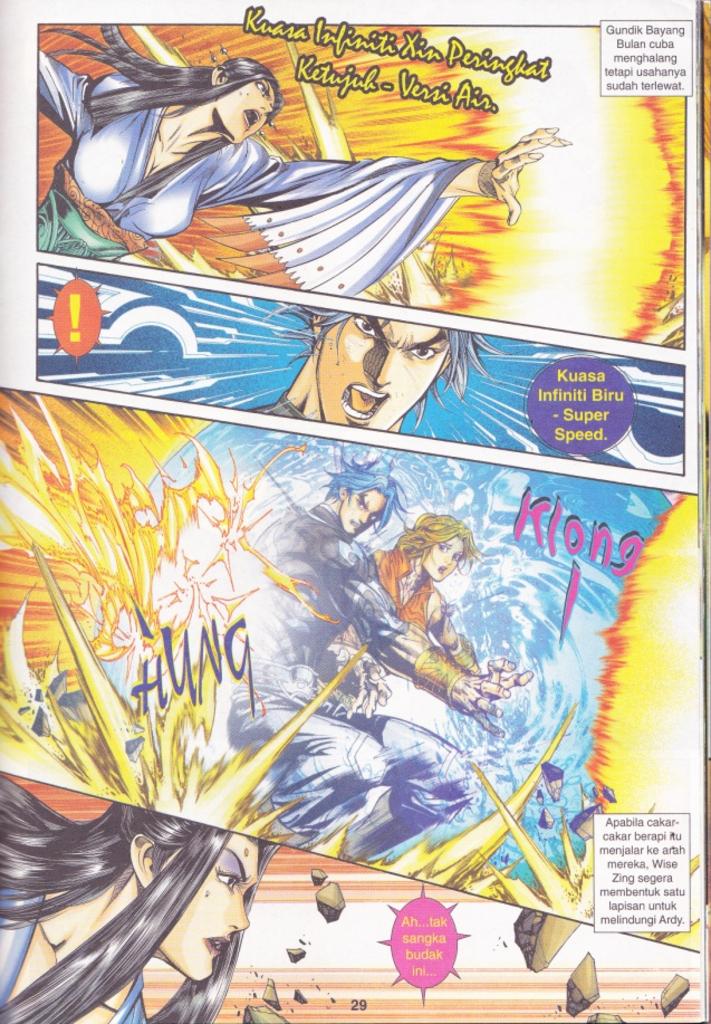 Kuasa Infiniti Xin Peringkat
Ketujuh - Versi Air.
Gundik Bayang
Bulan cuba
menghalang
tetapi usahanya
sudah terlewat.
!
Kuasa
Infiniti Biru
- Super
Speed.
HUNG
Klong
!
Apabila cakar-
cakar berapi itu
menjalar ke arah
mereka, Wise
Zing segera
membentuk satu
lapisan untuk
melindungi Ardy.
Ah...tak
sangka
budak
ini...
29